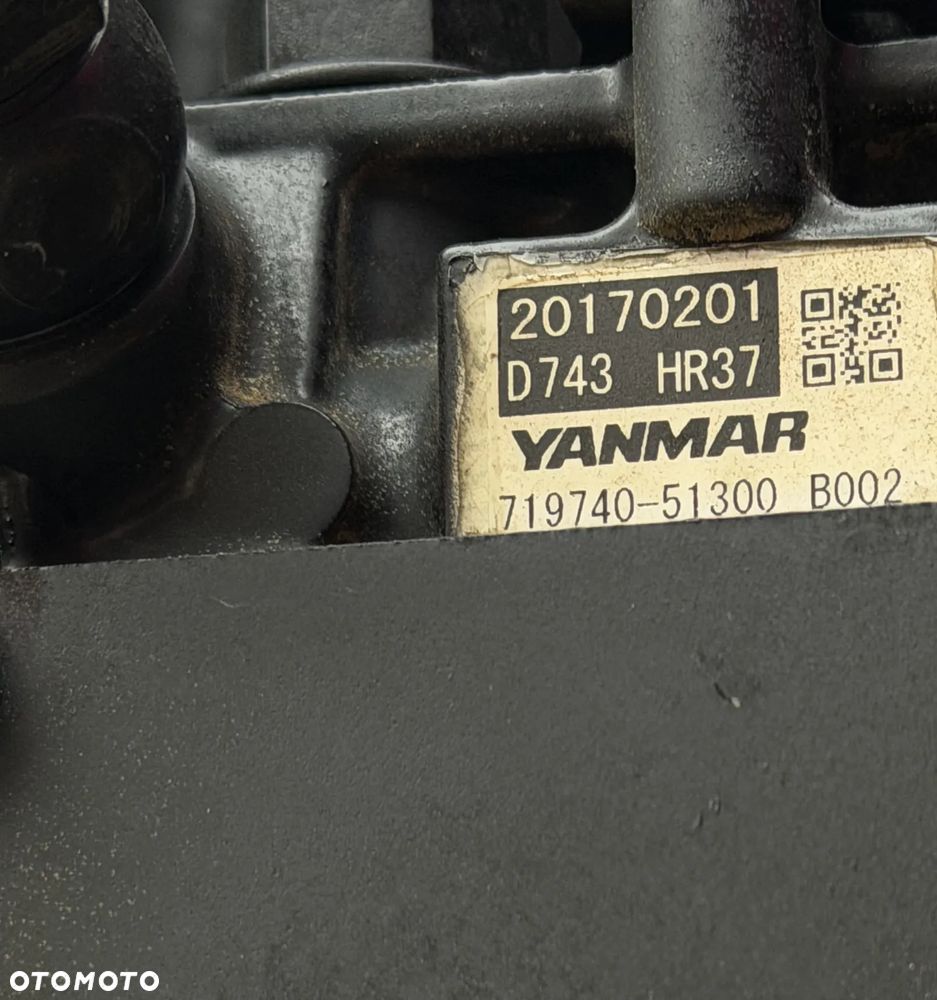 20170201
D743 HR37
YANMAR
719740-51300 B002
OTOMOTO